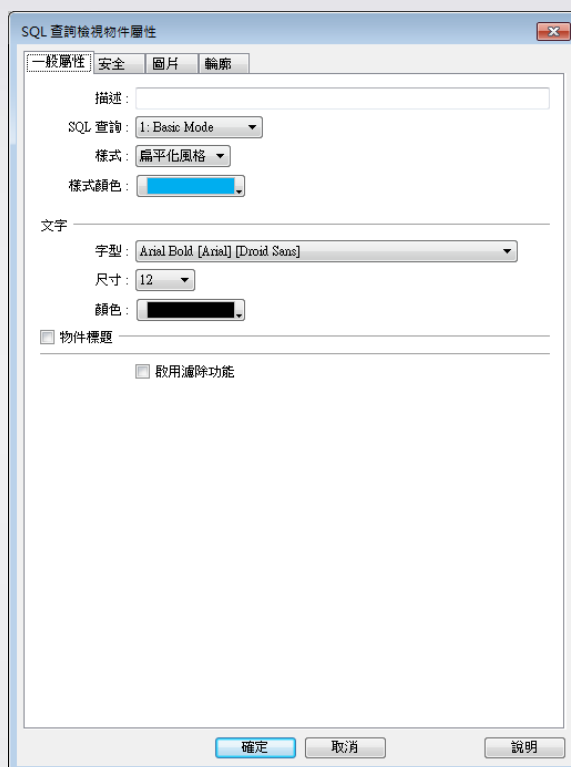 SQL 查詢檢視物件屬性
一般屬性 安全 圖片 輪廓
描述 :
SQL 查詢 : 1: Basic Mode
樣式 : 扁平化風格
樣式顏色 :
文字
字型 : Arial Bold [Arial] [Droid Sans]
尺寸 : 12
顏色 :
物件標題
啟用濾除功能
確定 取消 說明